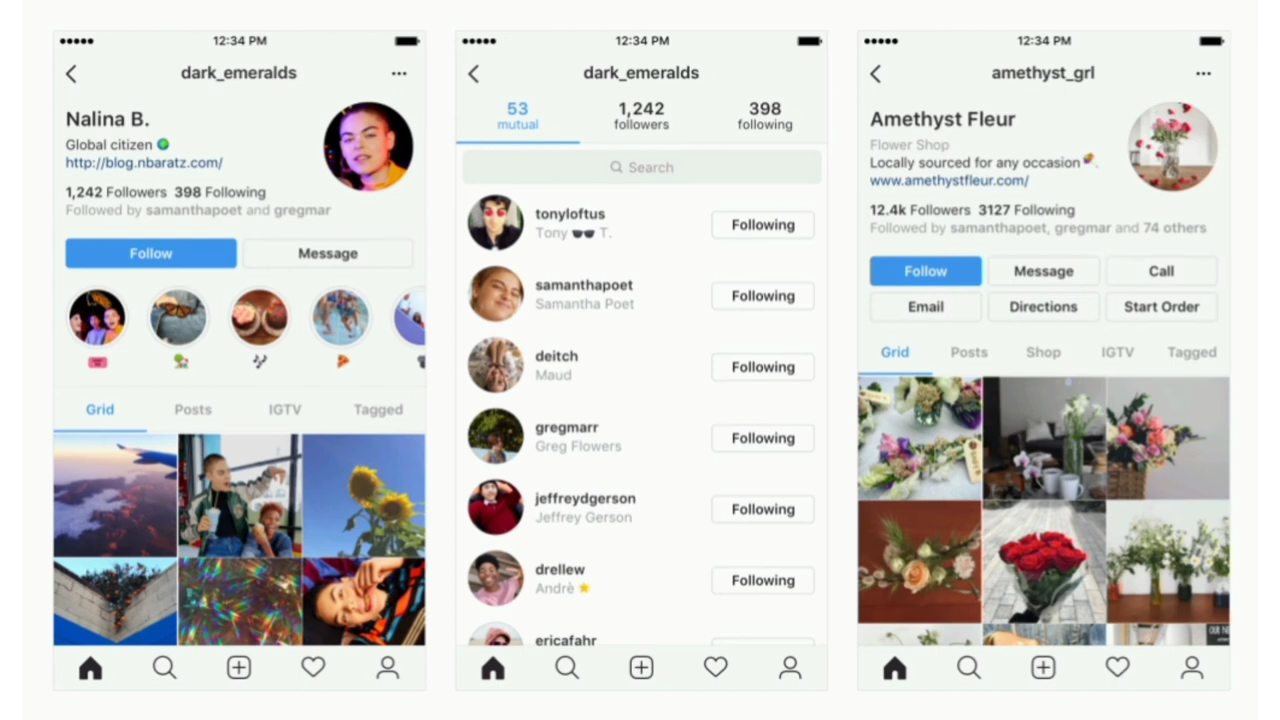 12:34 PM
dark_emeralds
Nalina B.
Global citizen
http://blog.nbaratz.com/
1,242 Followers 398 Following
Followed by samanthapoet and gregmar
Follow
Message
Grid
Posts
IGTV
Tagged
12:34 PM
dark_emeralds
53
mutual
1,242
followers
398
following
Search
tonyloftus
Tony 🕶🕶 T.
Following
samanthapoet
Samantha Poet
Following
deitch
Maud
Following
gregmarr
Greg Flowers
Following
jeffreydgerson
Jeffrey Gerson
Following
drellew
Andrè ⭐
Following
ericafahr
12:34 PM
amethyst_grl
Amethyst Fleur
Flower Shop
Locally sourced for any occasion
www.amethystfleur.com/
12.4k Followers 3127 Following
Followed by samanthapoet, gregmar and 74 others
Follow
Message
Call
Email
Directions
Start Order
Grid
Posts
Shop
IGTV
Tagged